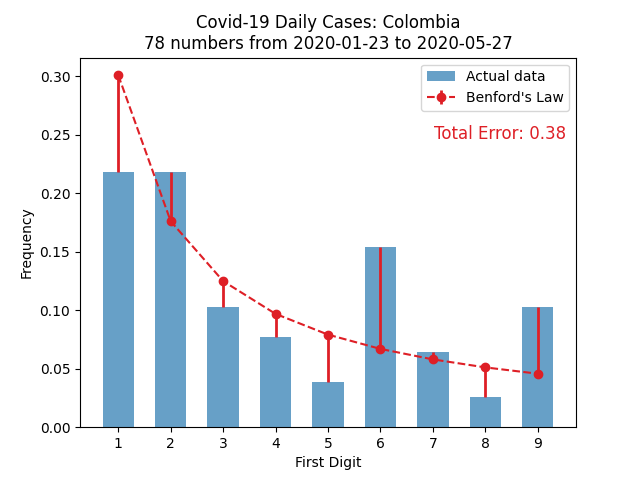 Covid-19 Daily Cases: Colombia
78 numbers from 2020-01-23 to 2020-05-27
Actual data
Benford's Law
Total Error: 0.38
0.30
0.25
0.20
0.15
0.10
0.05
0.00
Frequency
1 2 3 4 5 6 7 8 9
First Digit